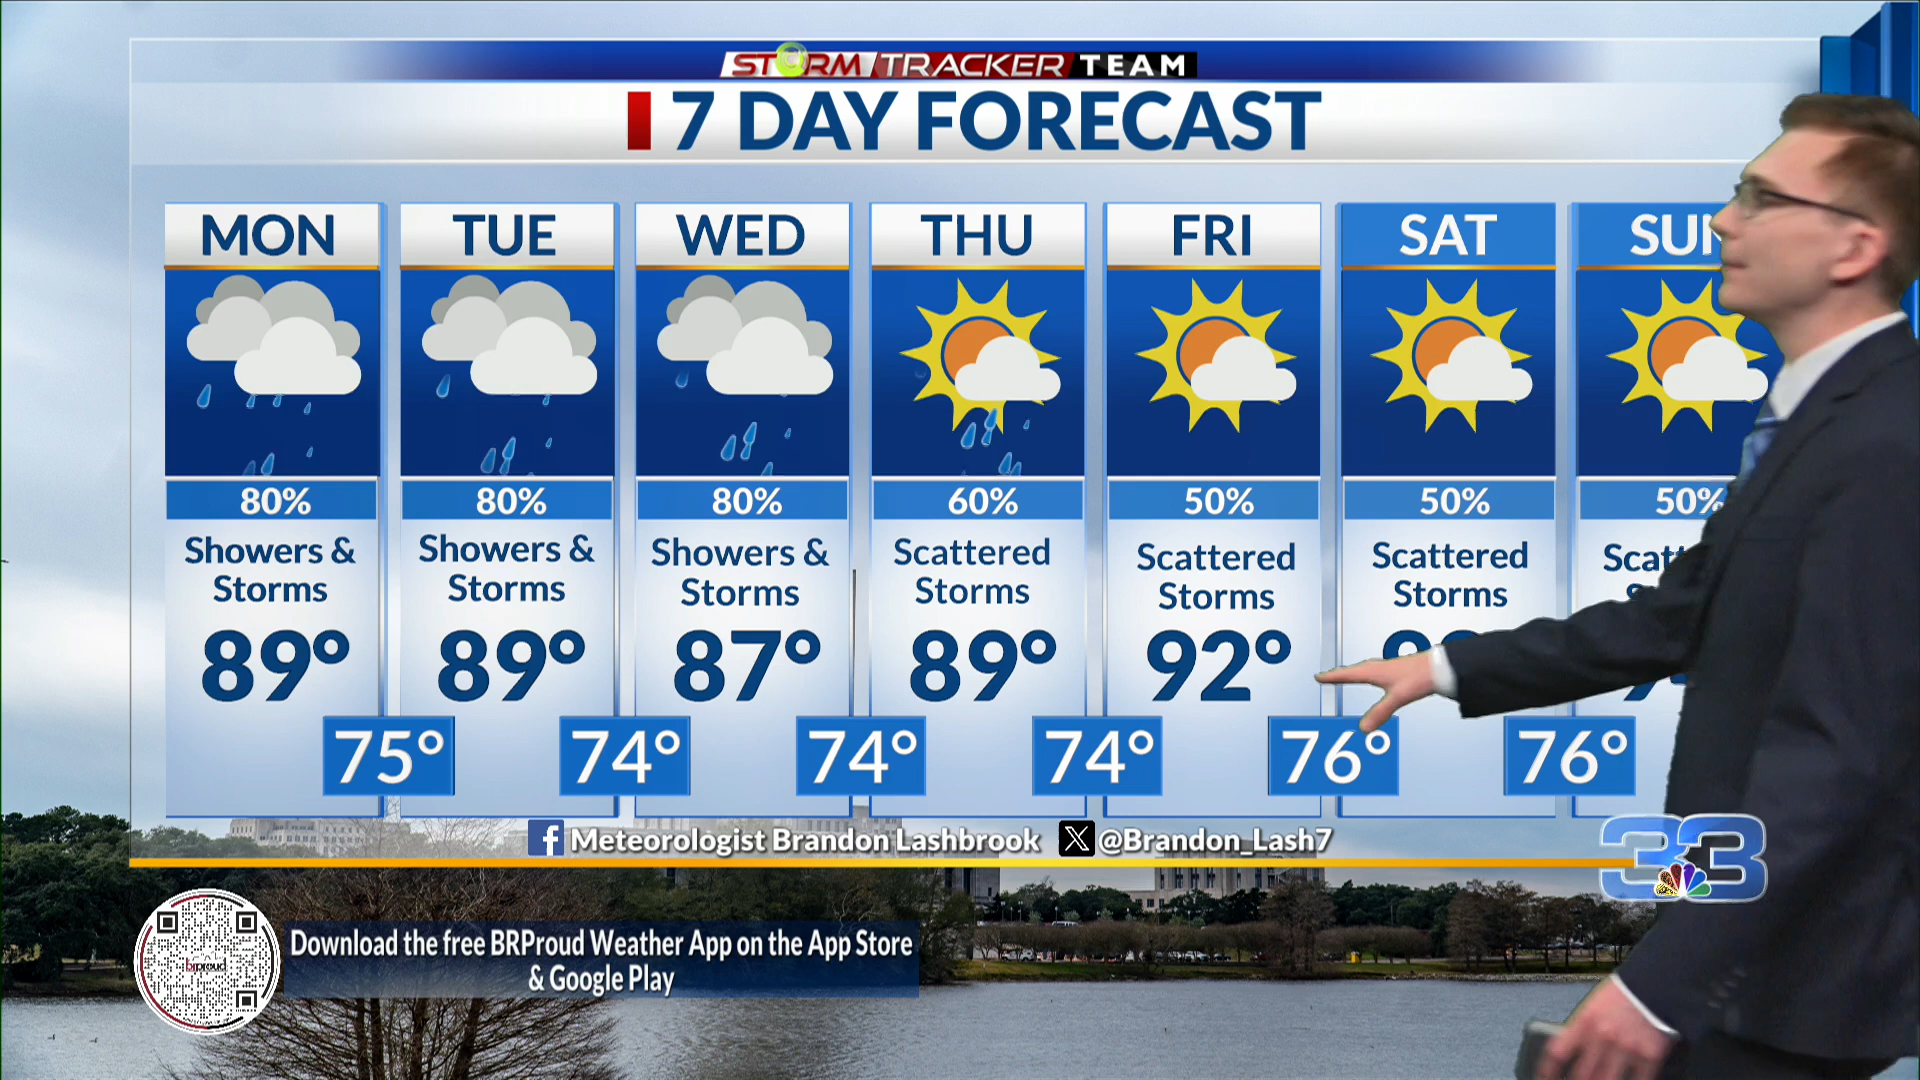 STORM TRACKER TEAM
7 DAY FORECAST
MON TUE WED THU FRI SAT
80% 80% 80% 60% 50% 50% 50%
Showers & Showers & Showers & Scattered Scattered Scattered
Storms Storms Storms Storms Storms Storms
89° 89° 87° 89° 92°
75° 74° 74° 74° 76° 76°
Meteorologist Brandon Lashbrook @Brandon_Lash7
33
brproud
Download the free BRProud Weather App on the App Store
& Google Play